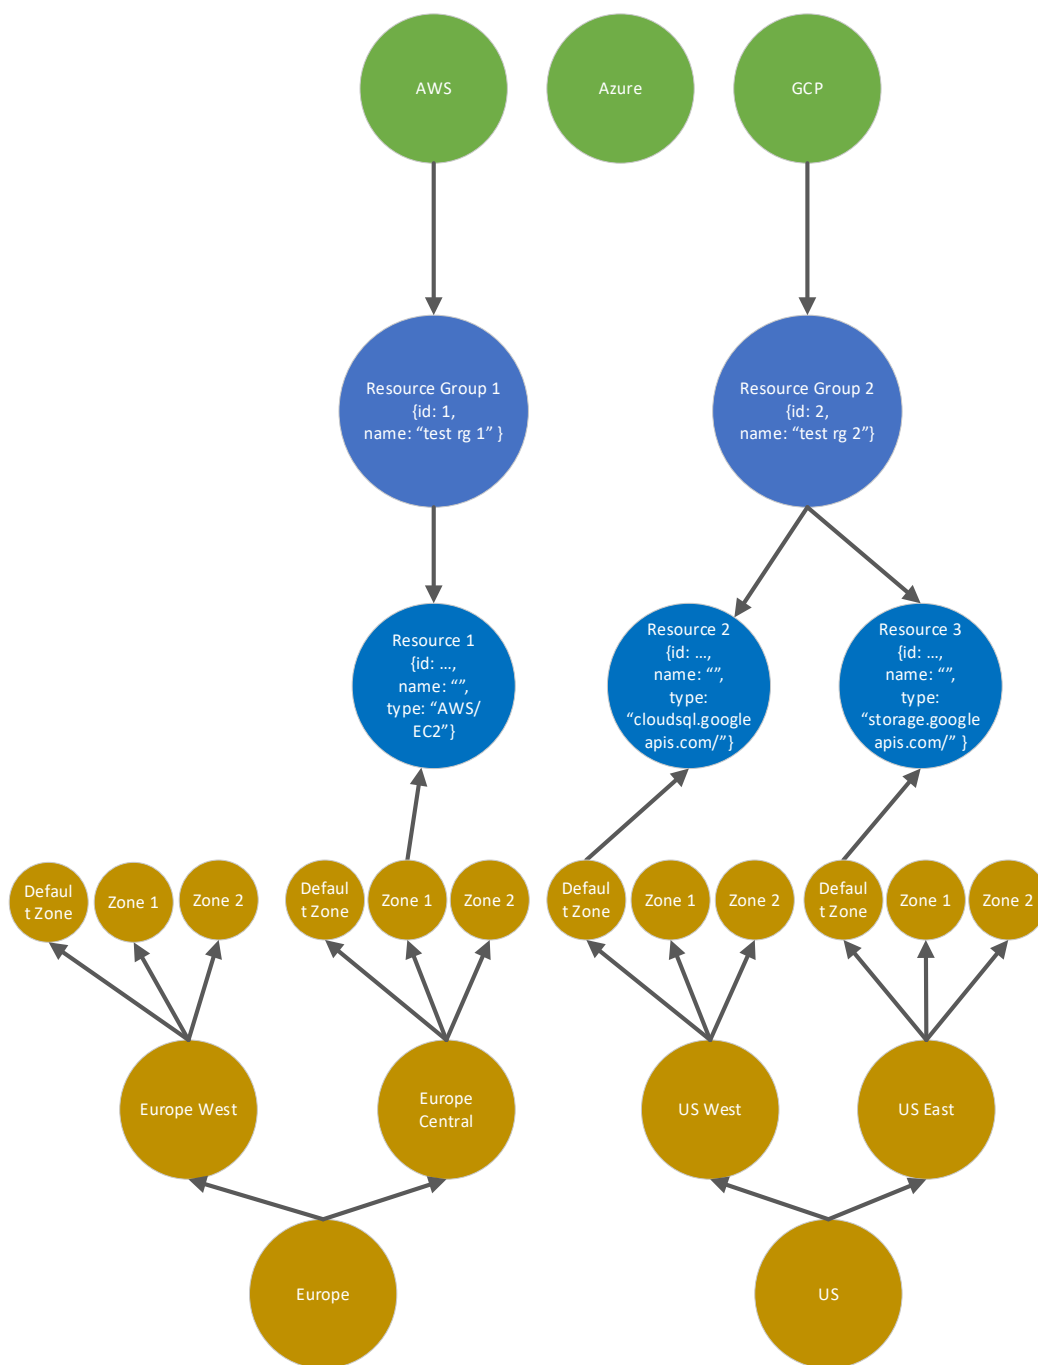 AWS
Azure
GCP
Resource Group 1
{id: 1,
name: “test rg 1” }
Resource Group 2
{id: 2,
name: “test rg 2”}
Resource 1
{id: …,
name: “”,
type: “AWS/
EC2”}
Resource 2
{id: …,
name: “”,
type:
“cloudsql.google
apis.com/”}
Resource 3
{id: …,
name: “”,
type:
“storage.google
apis.com/” }
Defaul
t Zone
Zone 1
Zone 2
Defaul
t Zone
Zone 1
Zone 2
Defaul
t Zone
Zone 1
Zone 2
Defaul
t Zone
Zone 1
Zone 2
Europe West
Europe
Central
US West
US East
Europe
US